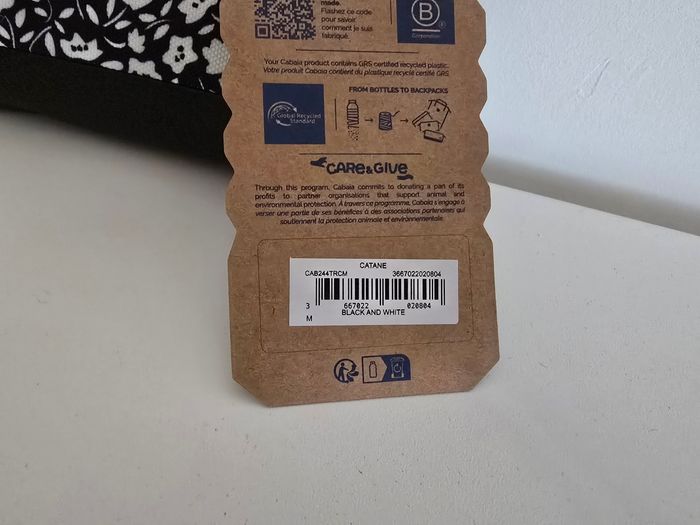 made.
Flashez ce code
pour savoir
comment je suis
fabriqué.
B
Corporation
Your Cabaia product contains GRS certified recycled plastic.
Votre produit Cabaia contient du plastique recyclé certifié GRS.
FROM BOTTLES TO BACKPACKS
Global Recycled
Standard
CARE&GIVE
Through this program, Cabaia commits to donating a part of its
profits to partner organisations that support animal and
environmental protection. À travers ce programme, Cabaia s'engage à
verser une partie de ses bénéfices à des associations partenaires qui
soutiennent la protection animale et environnementale.
CATANE
CAB244TRCM 3667022020804
3 667022 020804
M BLACK AND WHITE